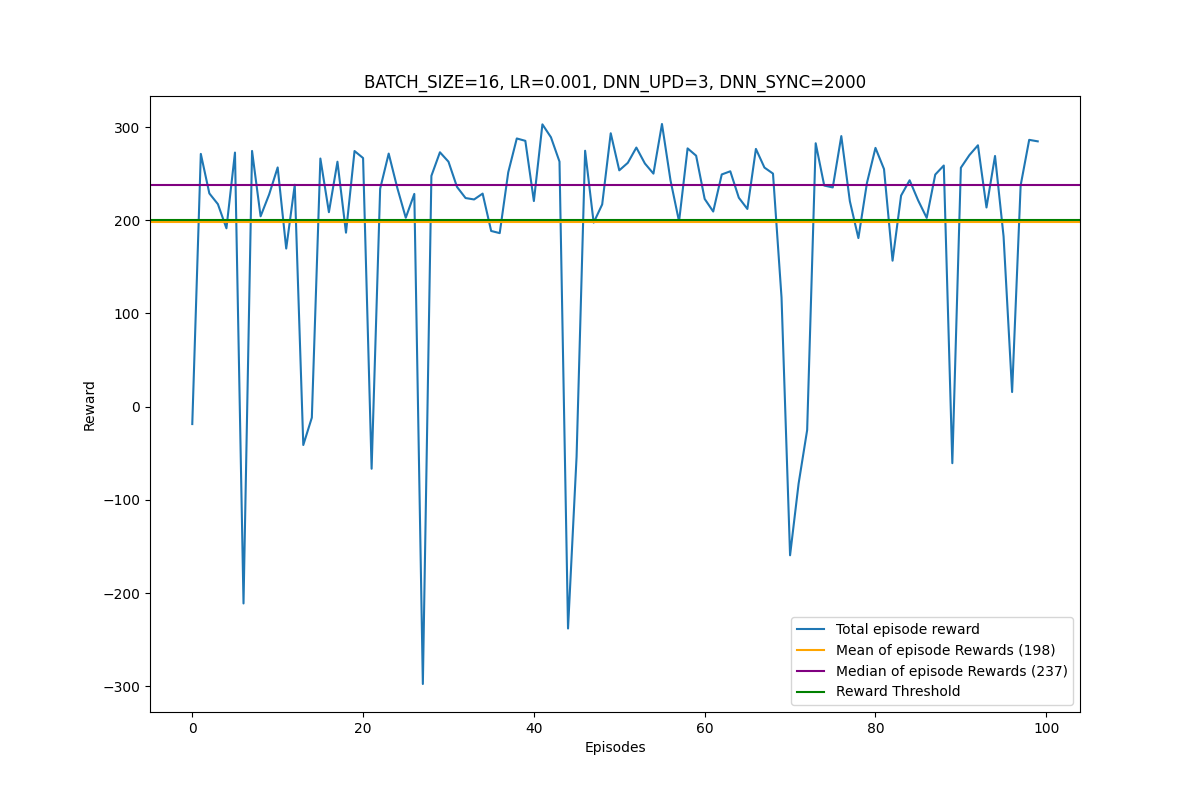 BATCH_SIZE=16, LR=0.001, DNN_UPD=3, DNN_SYNC=2000
300
200
100
0
−100
−200
−300
Reward
0
20
40
60
80
100
Episodes
Total episode reward
Mean of episode Rewards (198)
Median of episode Rewards (237)
Reward Threshold